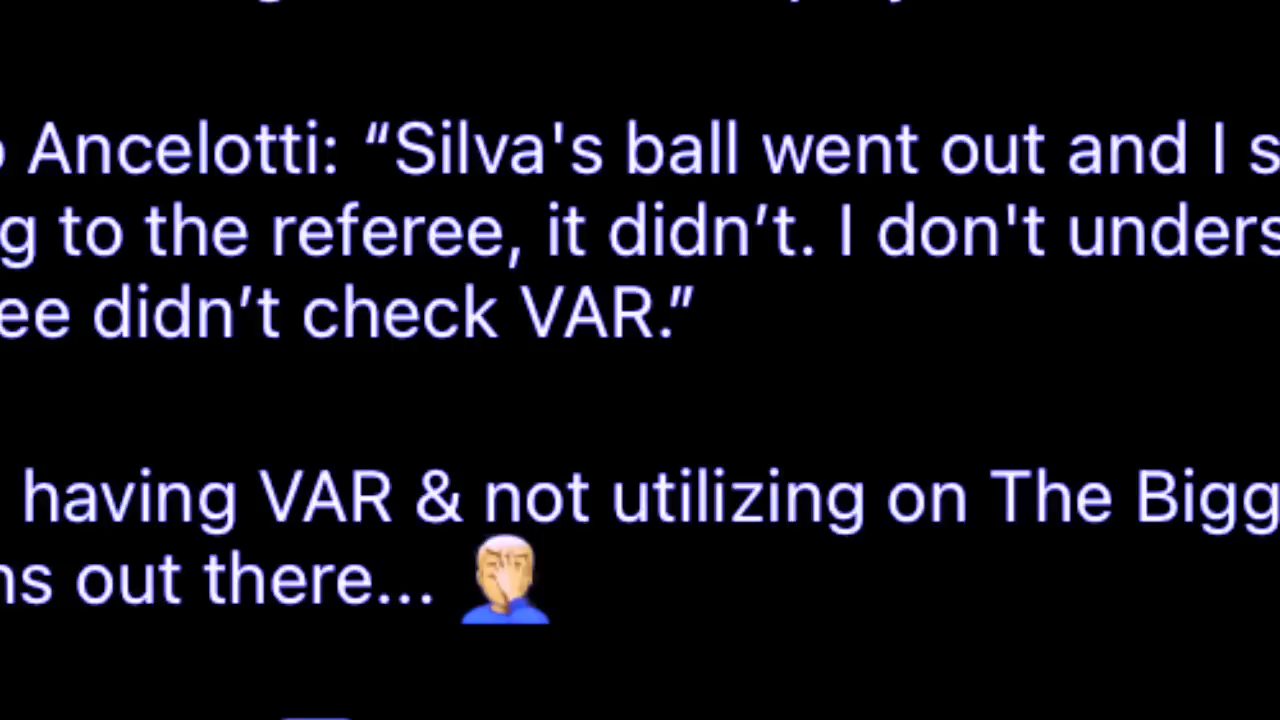 Ancelotti: “Silva's ball went out and I s
g to the referee, it didn’t. I don't unders
ee didn’t check VAR.”
having VAR & not utilizing on The Bigg
ns out there... 🤦🏼‍♂️